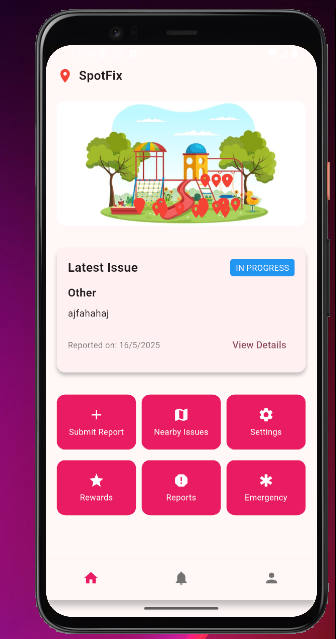 SpotFix
Latest Issue
IN PROGRESS
Other
ajfahahaj
Reported on: 16/5/2025
View Details
Submit Report
Nearby Issues
Settings
Rewards
Reports
Emergency